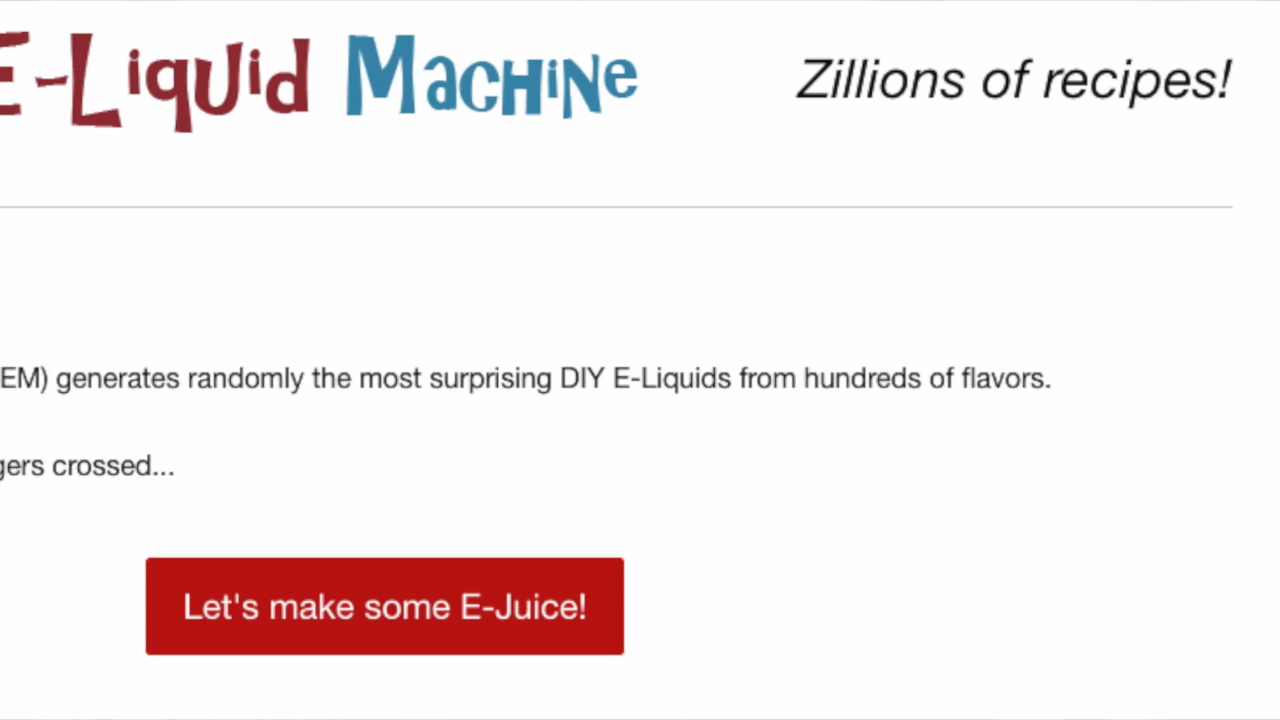 E-Liquid Machine
Zillions of recipes!
EM) generates randomly the most surprising DIY E-Liquids from hundreds of flavors.
gers crossed...
Let's make some E-Juice!